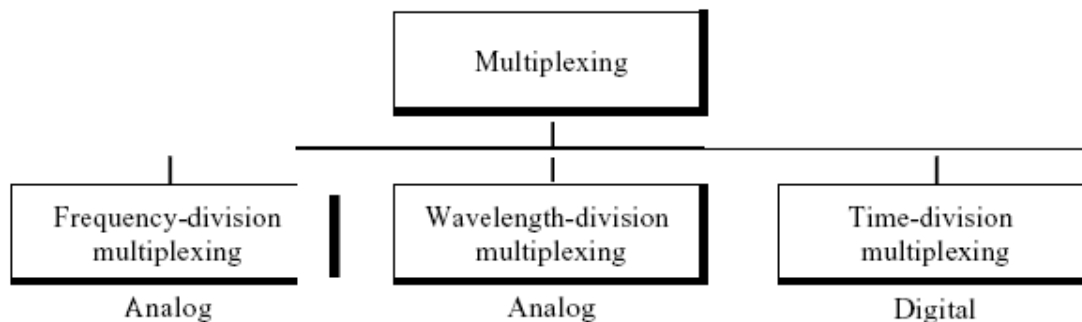 Multiplexing
Frequency-division
multiplexing
Wavelength-division
multiplexing
Time-division
multiplexing
Analog
Analog
Digital